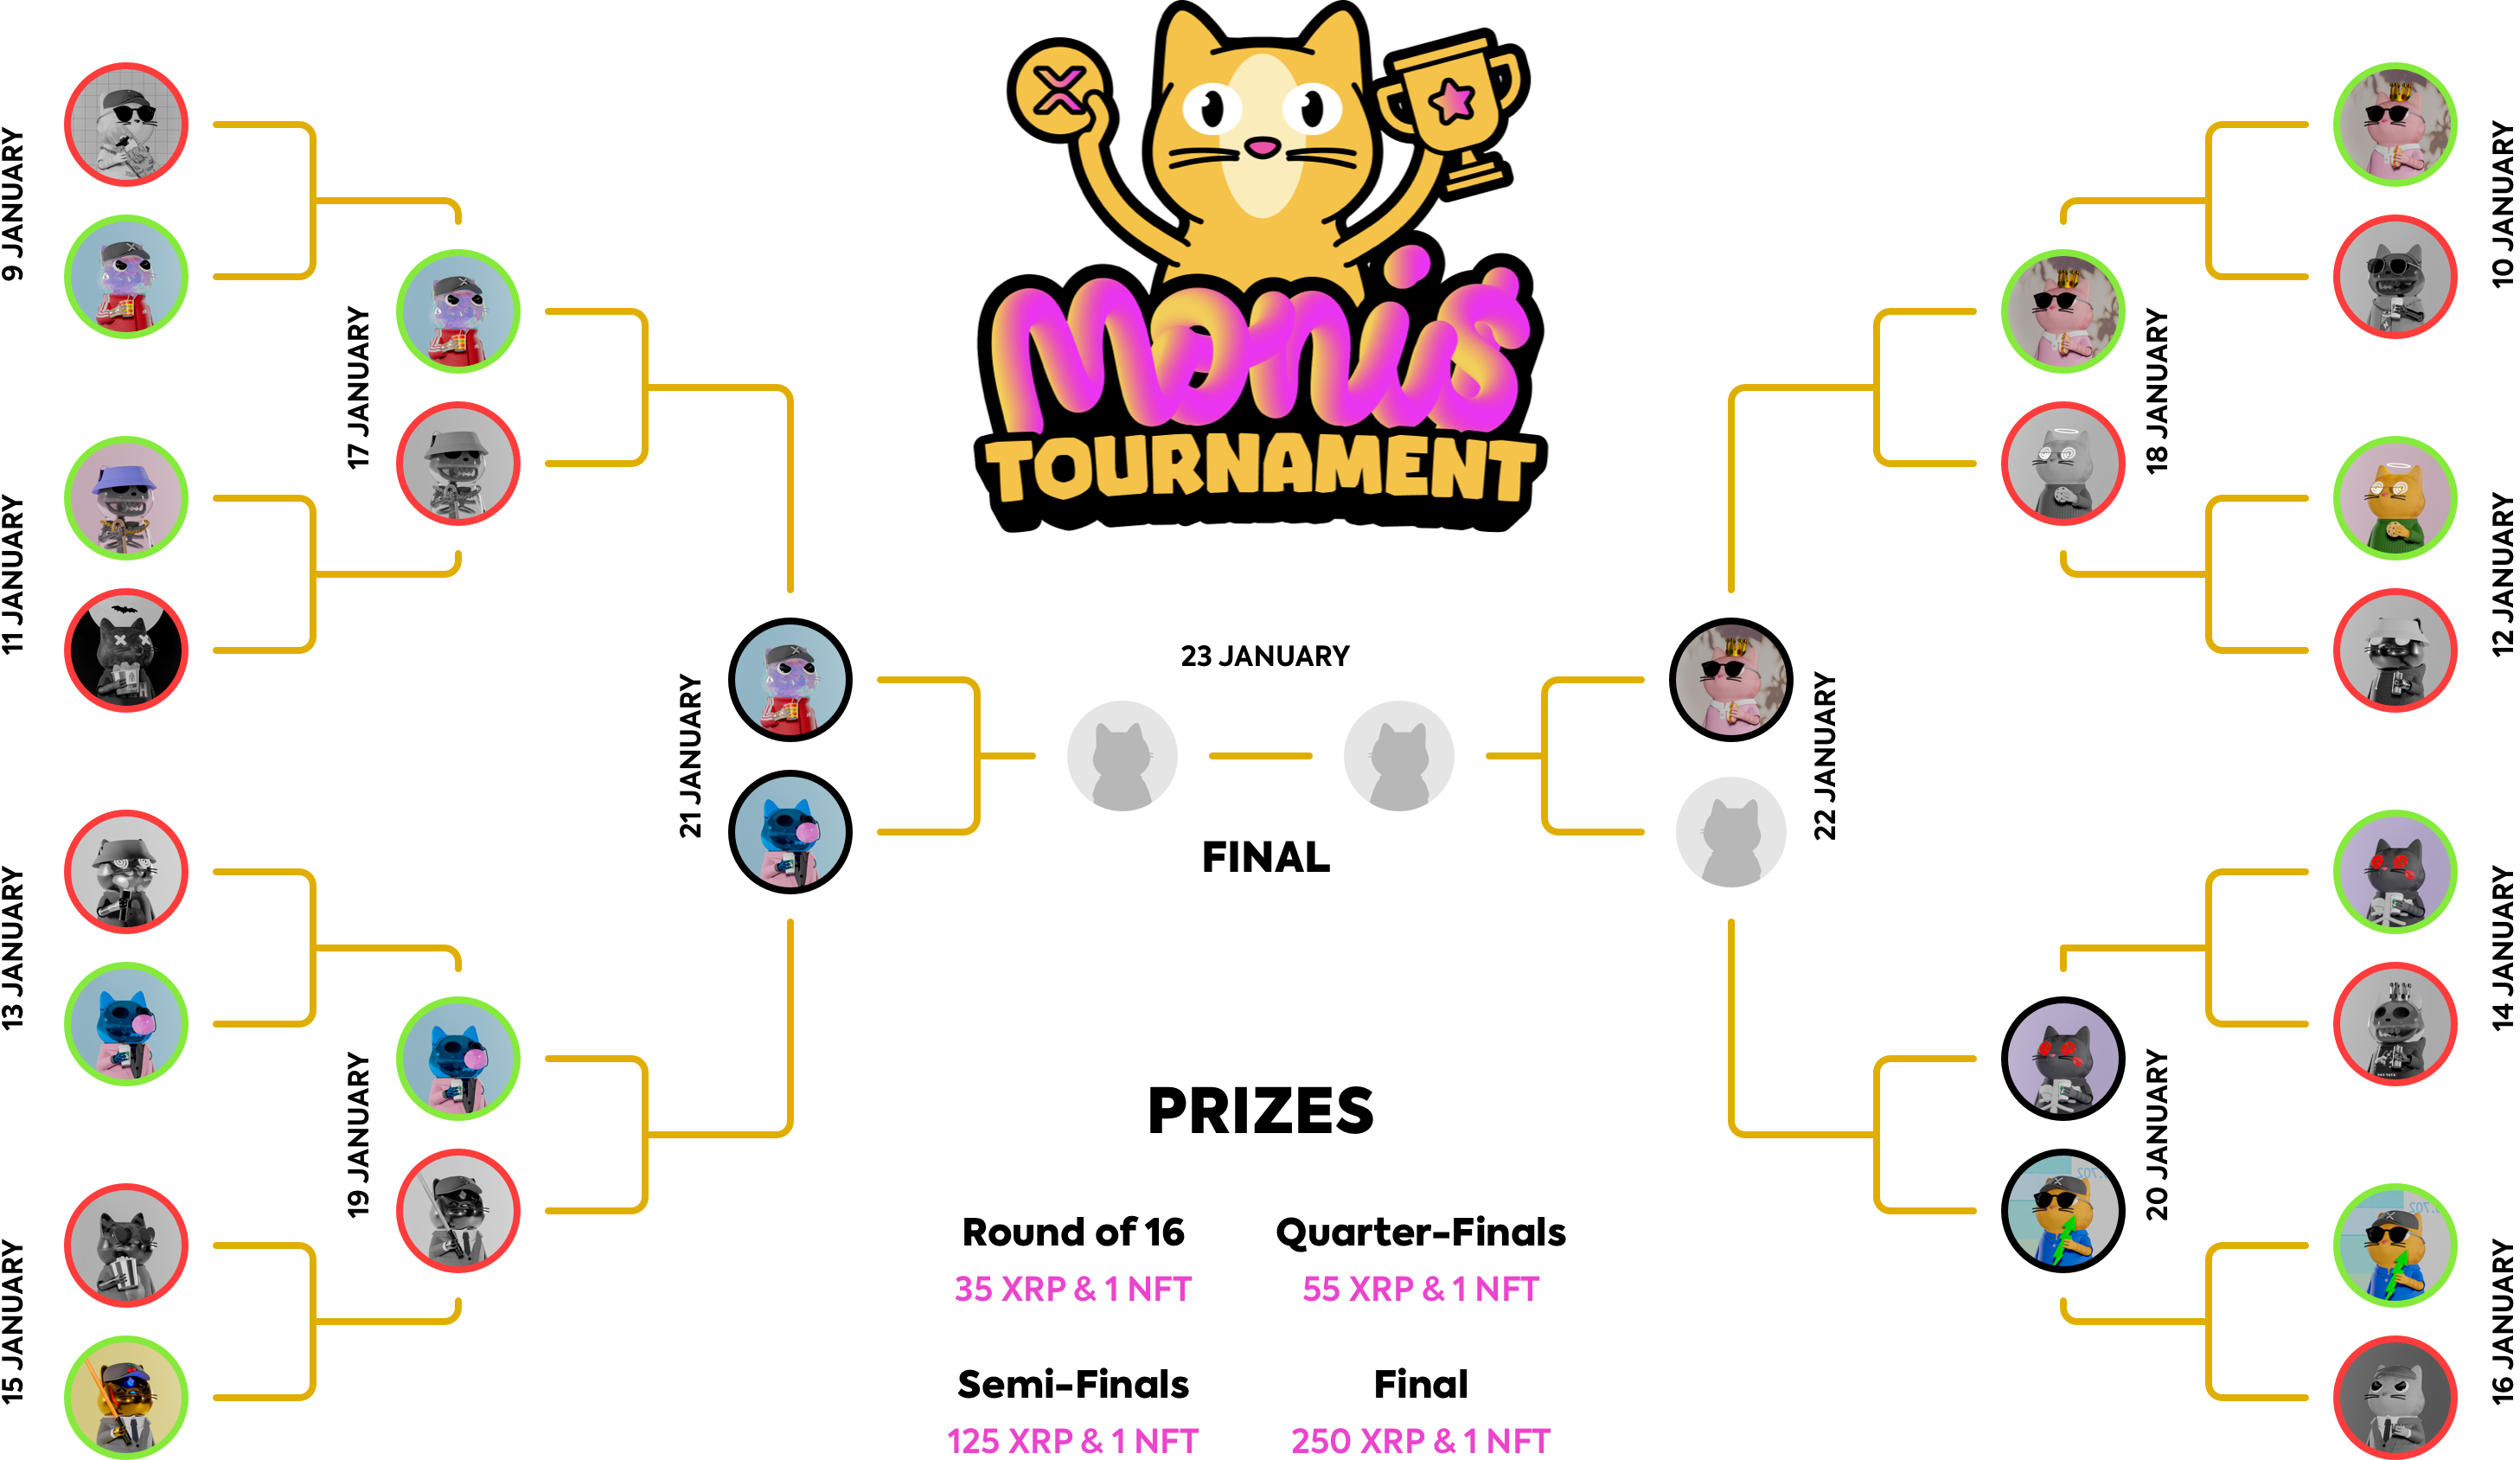 Monis
TOURNAMENT
9 JANUARY
11 JANUARY
13 JANUARY
15 JANUARY
17 JANUARY
19 JANUARY
21 JANUARY
23 JANUARY
FINAL
22 JANUARY
18 JANUARY
20 JANUARY
10 JANUARY
12 JANUARY
14 JANUARY
16 JANUARY
PRIZES
Round of 16
35 XRP & 1 NFT
Quarter-Finals
55 XRP & 1 NFT
Semi-Finals
125 XRP & 1 NFT
Final
250 XRP & 1 NFT